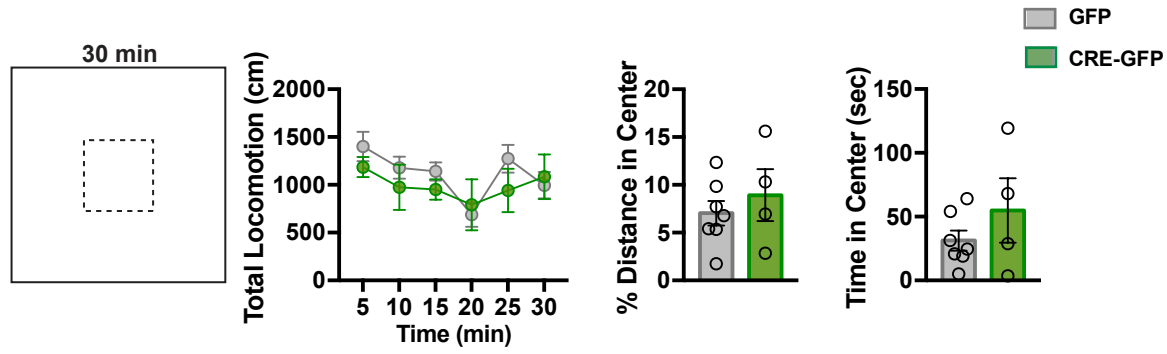 GFP
CRE-GFP
30 min
Total Locomotion (cm)
2000
1500
1000
500
0
5 10 15 20 25 30
Time (min)
% Distance in Center
20
15
10
5
0
Time in Center (sec)
150
100
50
0